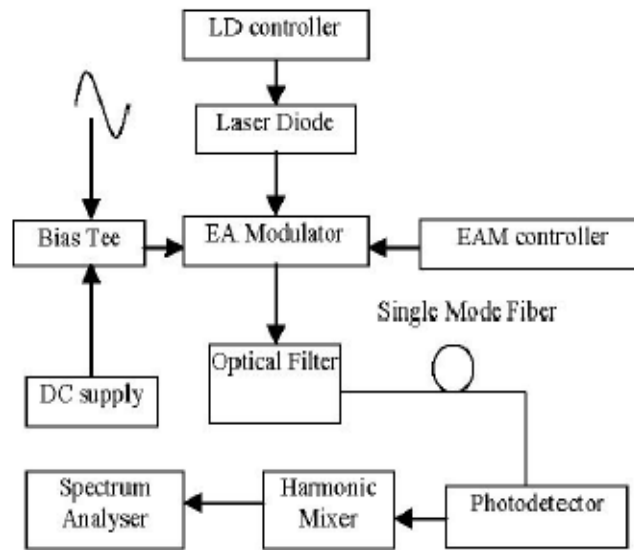 LD controller
Laser Diode
Bias Tee
EA Modulator
EAM controller
Single Mode Fiber
Optical Filter
DC supply
Spectrum
Analyser
Harmonic
Mixer
Photodetector